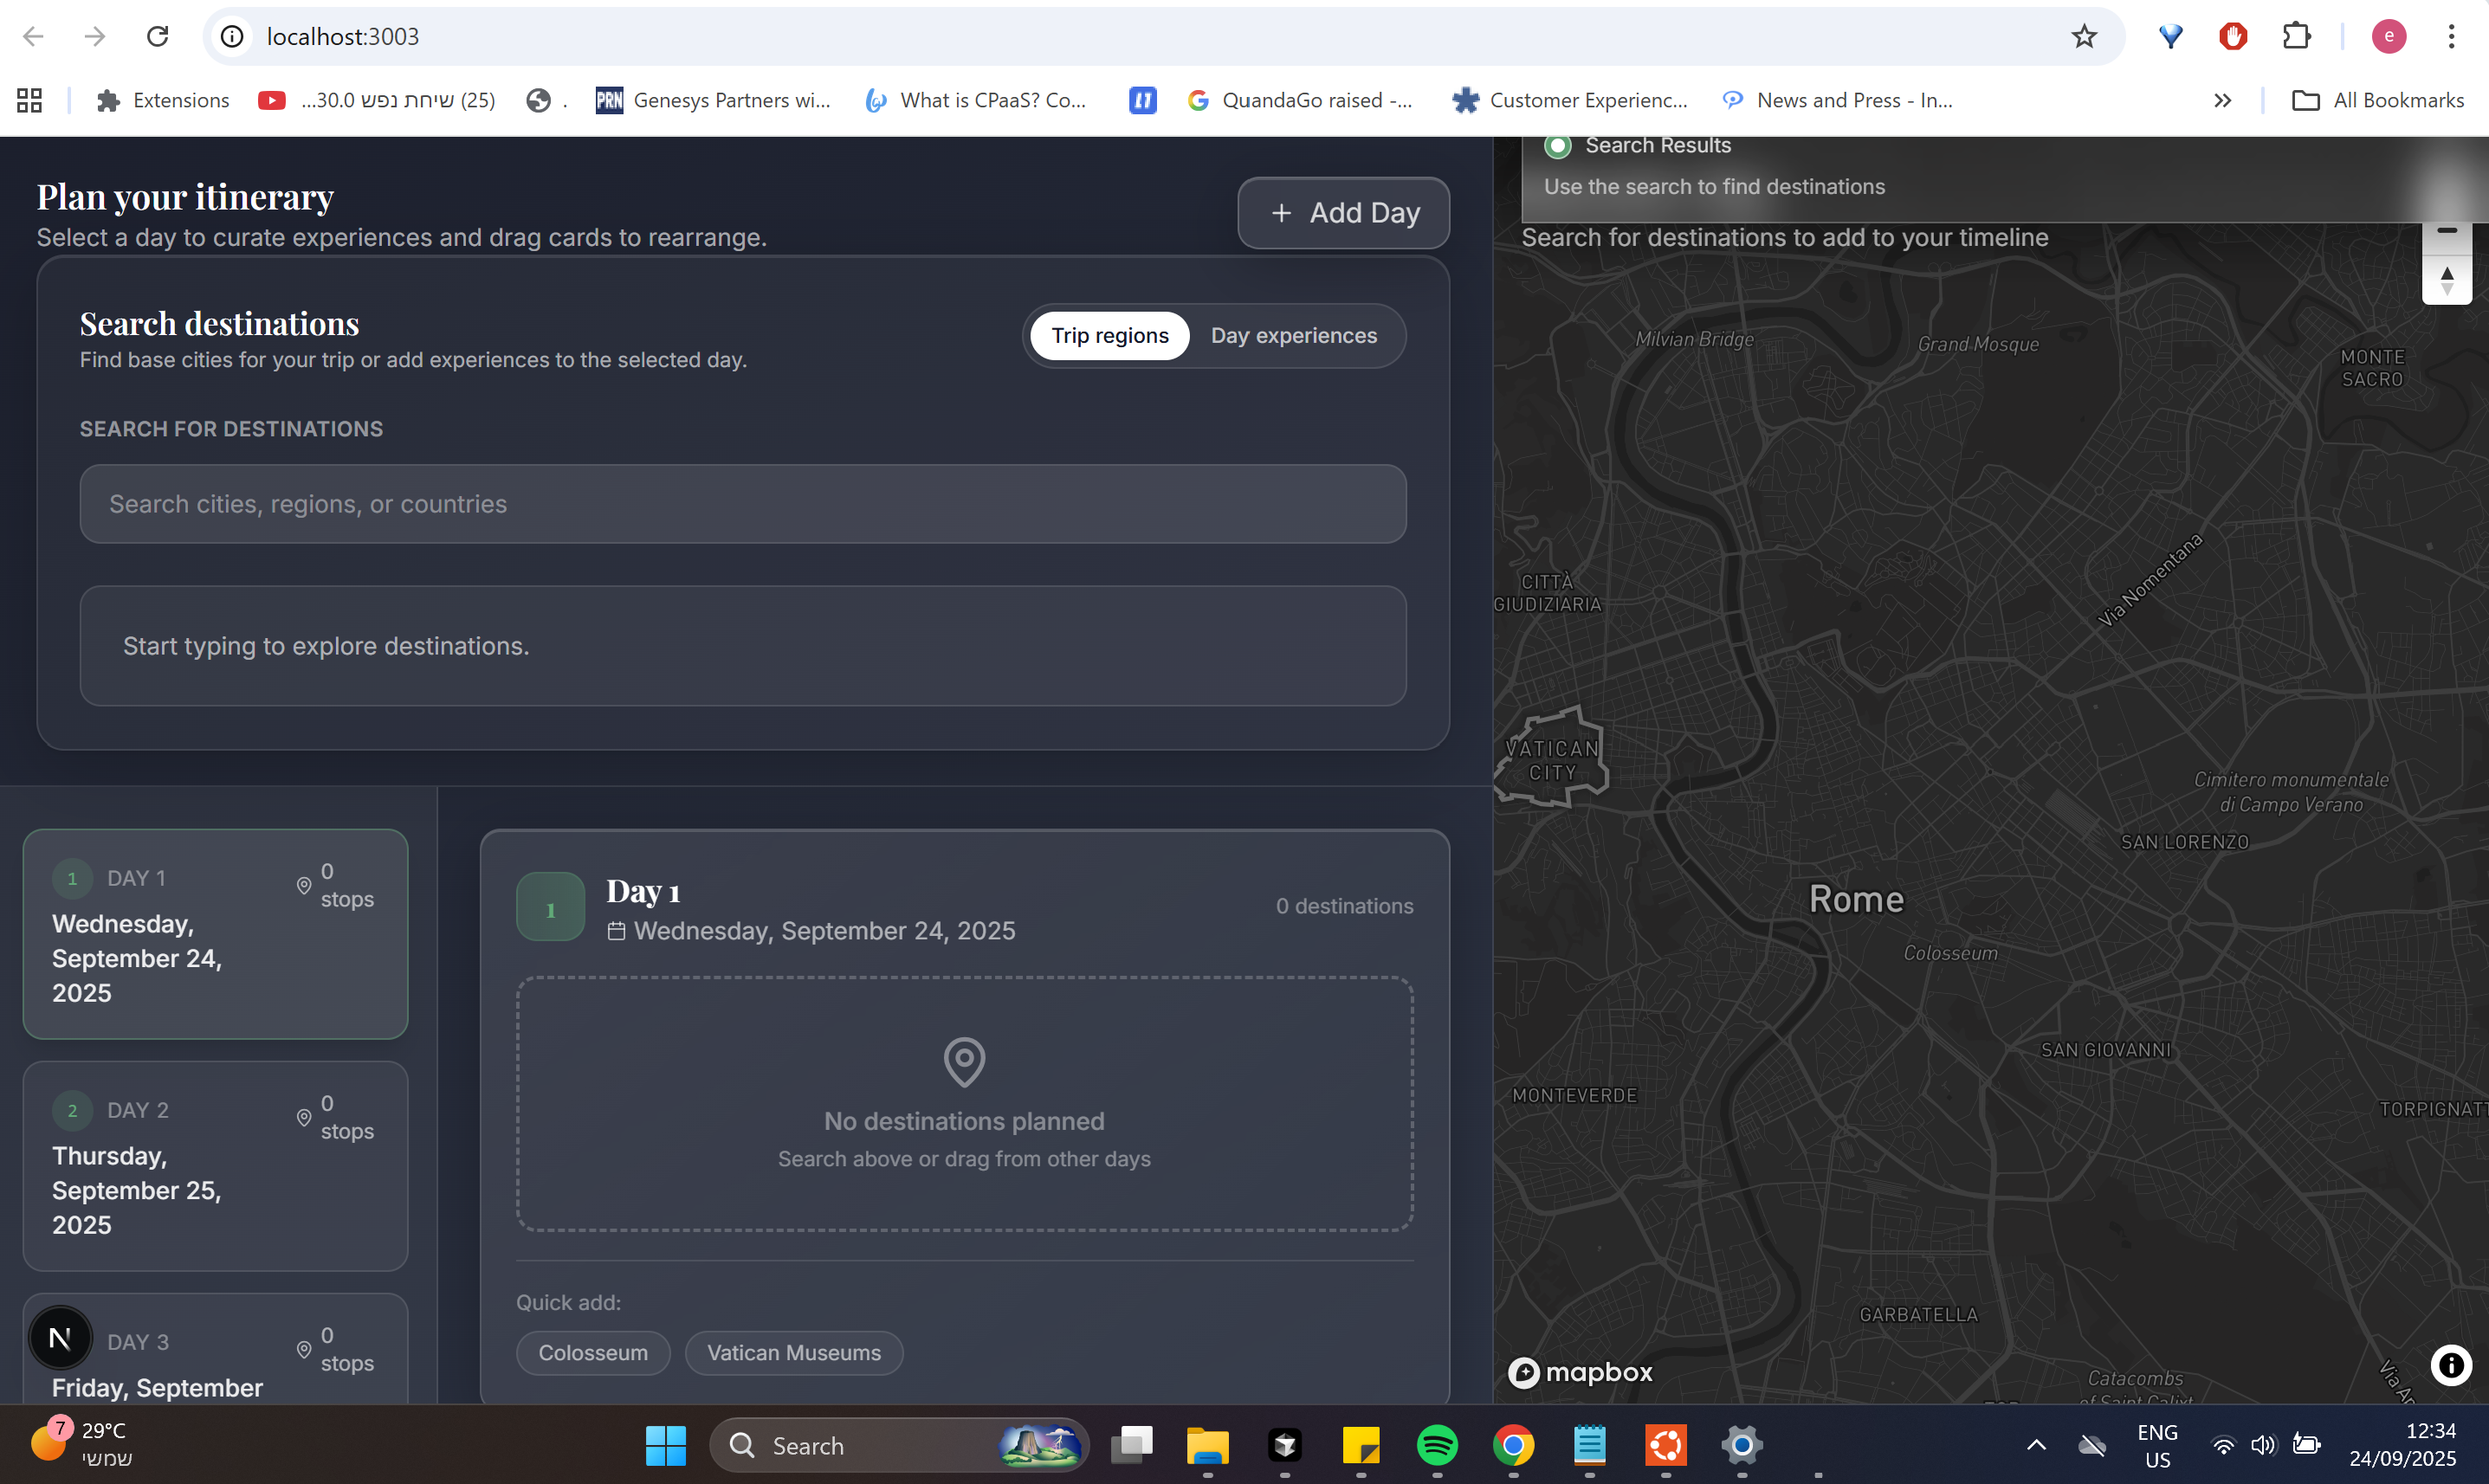 localhost:3003
Extensions
...30.0 שיחת נפש (25)
.
PRN
Genesys Partners wi...
What is CPaaS? Co...
QuandaGo raised -...
Customer Experienc...
News and Press - In...
All Bookmarks
e
Plan your itinerary
Select a day to curate experiences and drag cards to rearrange.
+ Add Day
Search destinations
Find base cities for your trip or add experiences to the selected day.
Trip regions
Day experiences
SEARCH FOR DESTINATIONS
Search cities, regions, or countries
Start typing to explore destinations.
1
DAY 1
0
stops
Wednesday,
September 24,
2025
2
DAY 2
0
stops
Thursday,
September 25,
2025
N
DAY 3
0
stops
Friday, September
1
Day 1
Wednesday, September 24, 2025
0 destinations
No destinations planned
Search above or drag from other days
Quick add:
Colosseum
Vatican Museums
Search Results
Use the search to find destinations
Search for destinations to add to your timeline
Milvian Bridge
Grand Mosque
MONTE
SACRO
CITTÀ
GIUDIZIARIA
Via Nomentana
VATICAN
CITY
Cimitero monumentale
di Campo Verano
SAN LORENZO
Rome
Colosseum
SAN GIOVANNI
MONTEVERDE
TORPIGNATT
GARBATELLA
Catacombs
of Saint Calixt
Via Ap
mapbox
7
29°C
שמשי
Search
ENG
US
12:34
24/09/2025